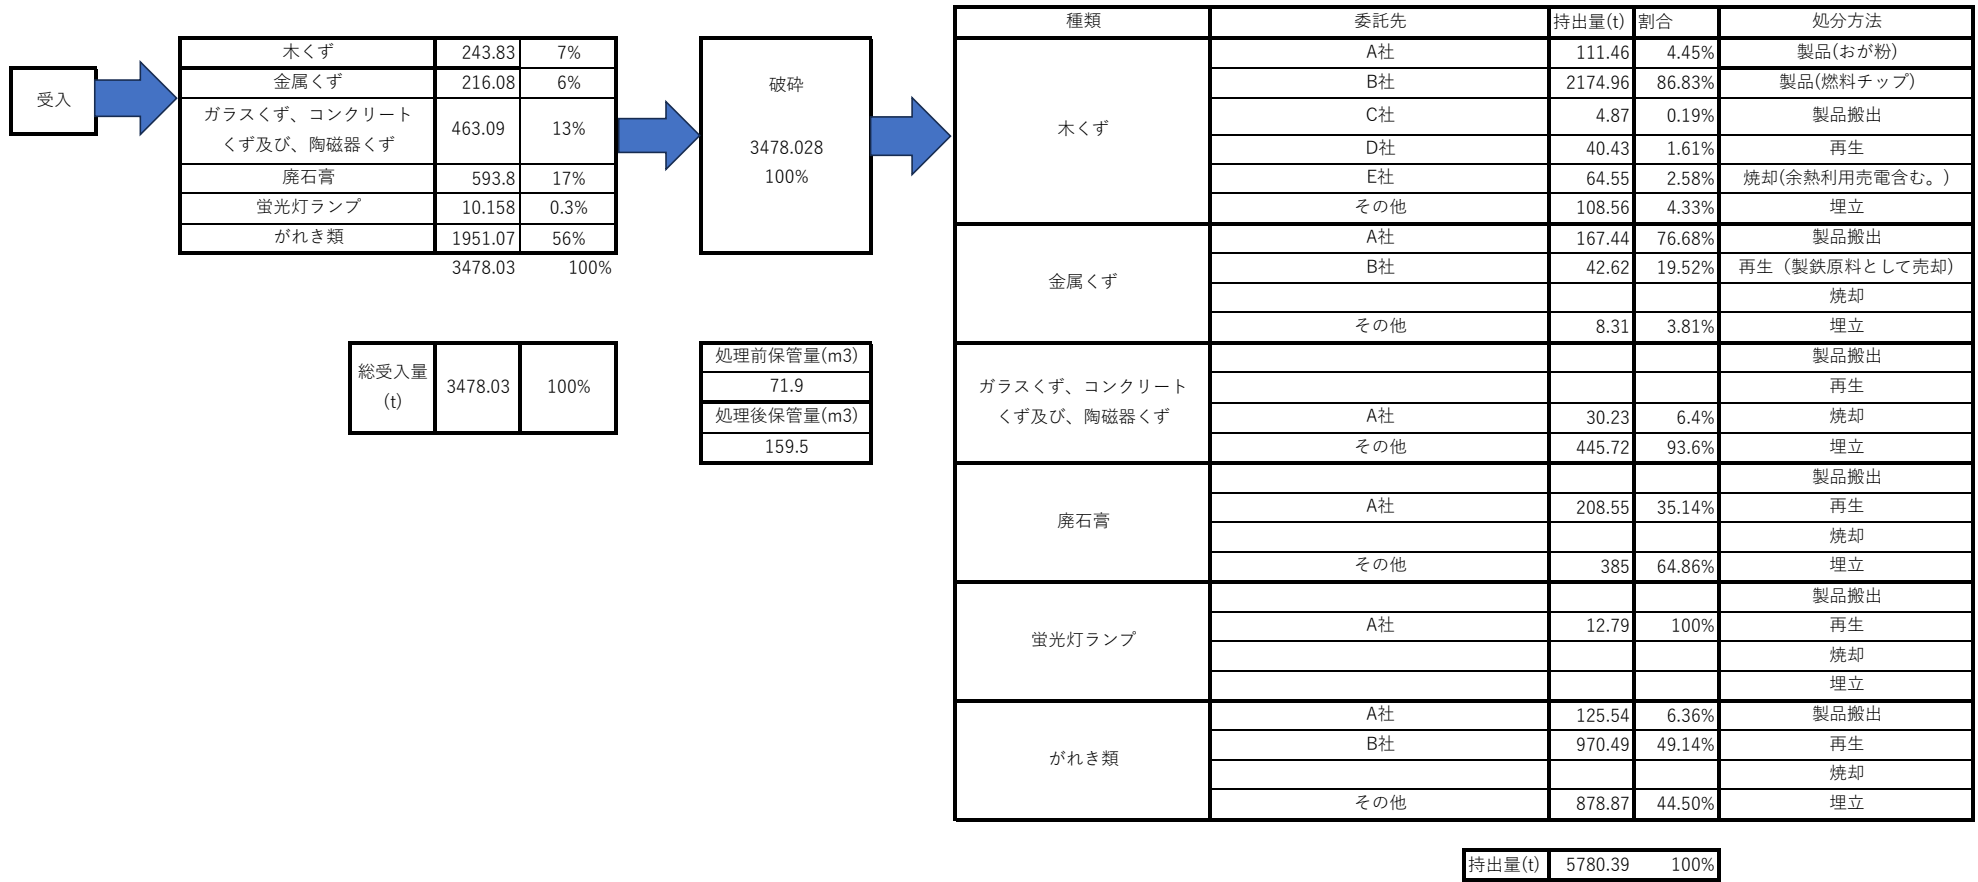 受入
木くず 243.83 7%
金属くず 216.08 6%
ガラスくず、コンクリート
くず及び、陶磁器くず 463.09 13%
廃石膏 593.8 17%
蛍光灯ランプ 10.158 0.3%
がれき類 1951.07 56%
3478.03 100%
総受入量
(t) 3478.03 100%
破砕
3478.028
100%
処理前保管量(m3)
71.9
処理後保管量(m3)
159.5
種類 委託先 持出量(t) 割合 処分方法
木くず
A社 111.46 4.45% 製品(おが粉)
B社 2174.96 86.83% 製品(燃料チップ)
C社 4.87 0.19% 製品搬出
D社 40.43 1.61% 再生
E社 64.55 2.58% 焼却(余熱利用売電含む。)
その他 108.56 4.33% 埋立
金属くず
A社 167.44 76.68% 製品搬出
B社 42.62 19.52% 再生（製鉄原料として売却）
焼却
その他 8.31 3.81% 埋立
ガラスくず、コンクリート
くず及び、陶磁器くず
製品搬出
再生
A社 30.23 6.4% 焼却
その他 445.72 93.6% 埋立
廃石膏
製品搬出
A社 208.55 35.14% 再生
焼却
その他 385 64.86% 埋立
蛍光灯ランプ
製品搬出
A社 12.79 100% 再生
焼却
埋立
がれき類
A社 125.54 6.36% 製品搬出
B社 970.49 49.14% 再生
焼却
その他 878.87 44.50% 埋立
持出量(t) 5780.39 100%